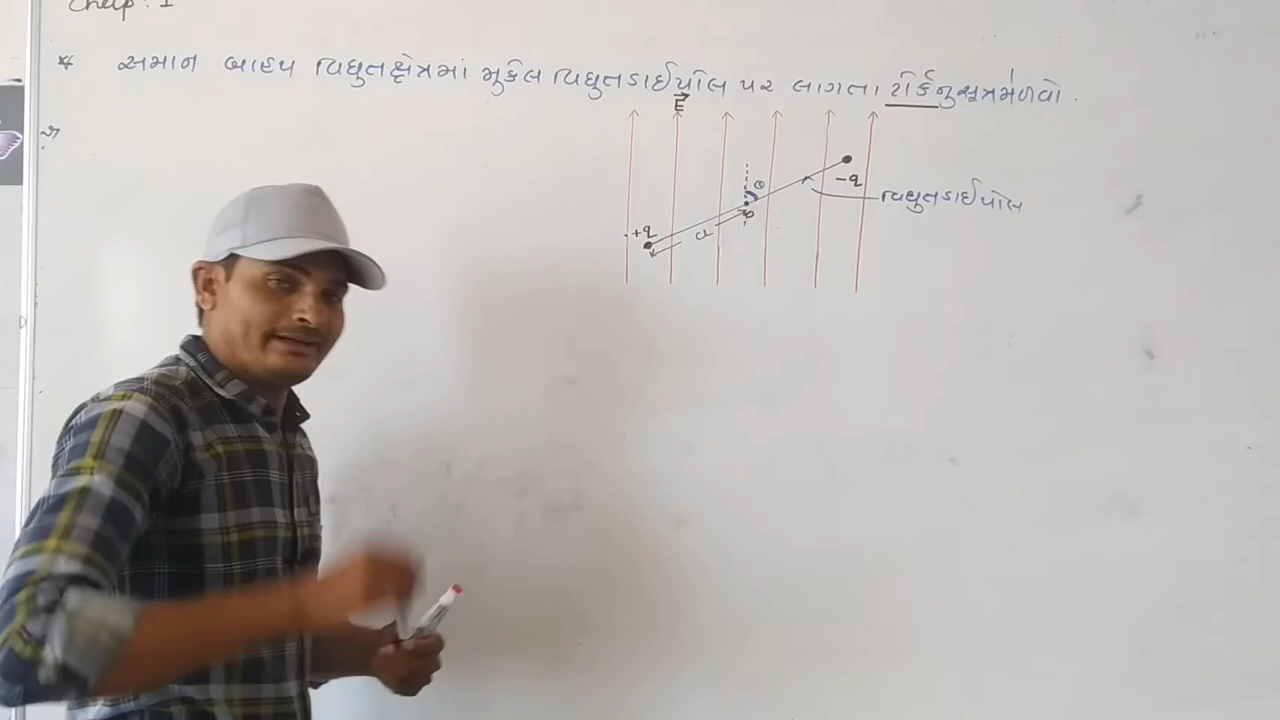 Chap : 1
* સમાન બાહ્ય વિદ્યુતક્ષેત્રમાં મુકેલ વિદ્યુતડાઈપોલ પર લાગતા ટોર્કનુ સૂત્ર મેળવો .
E
θ
-q
વિદ્યુતડાઈપોલ
+q
a
o